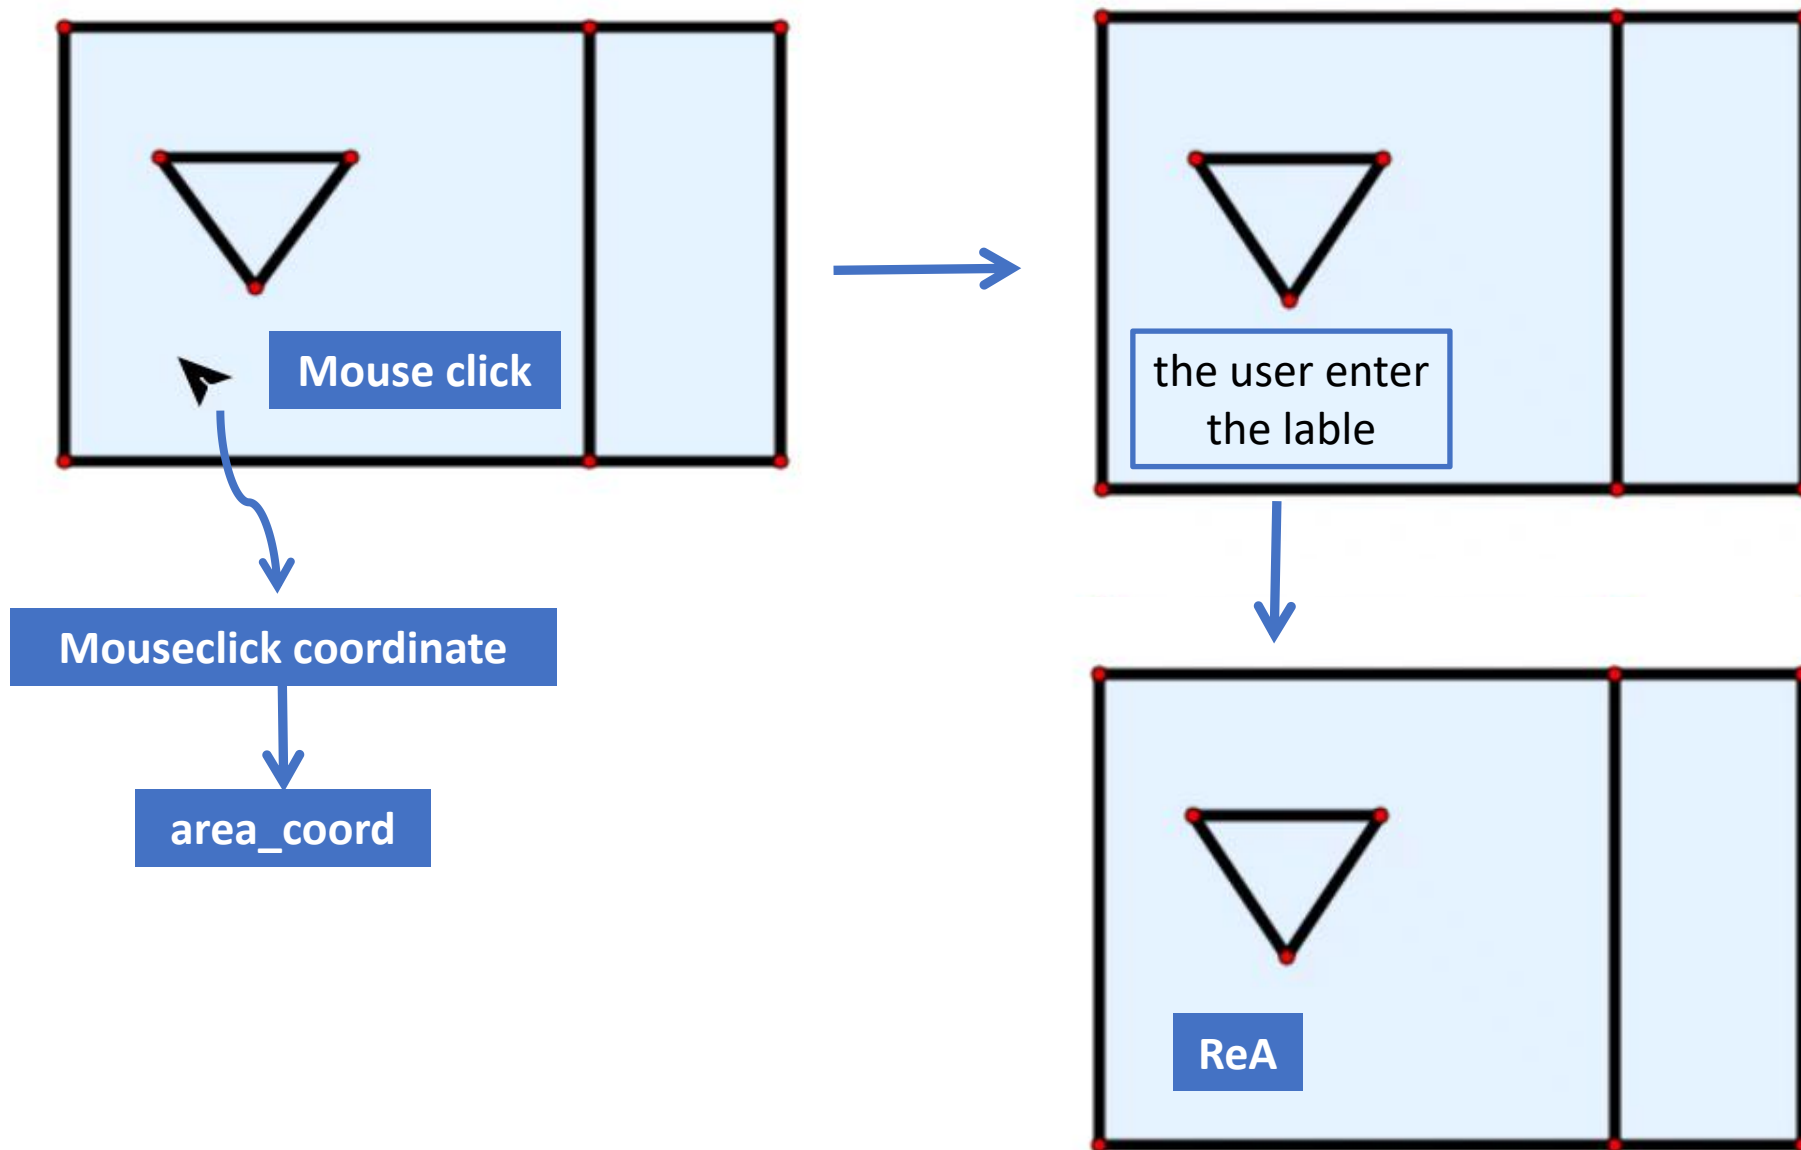 Mouse click
the user enter
the lable
Mouseclick coordinate
area_coord
ReA